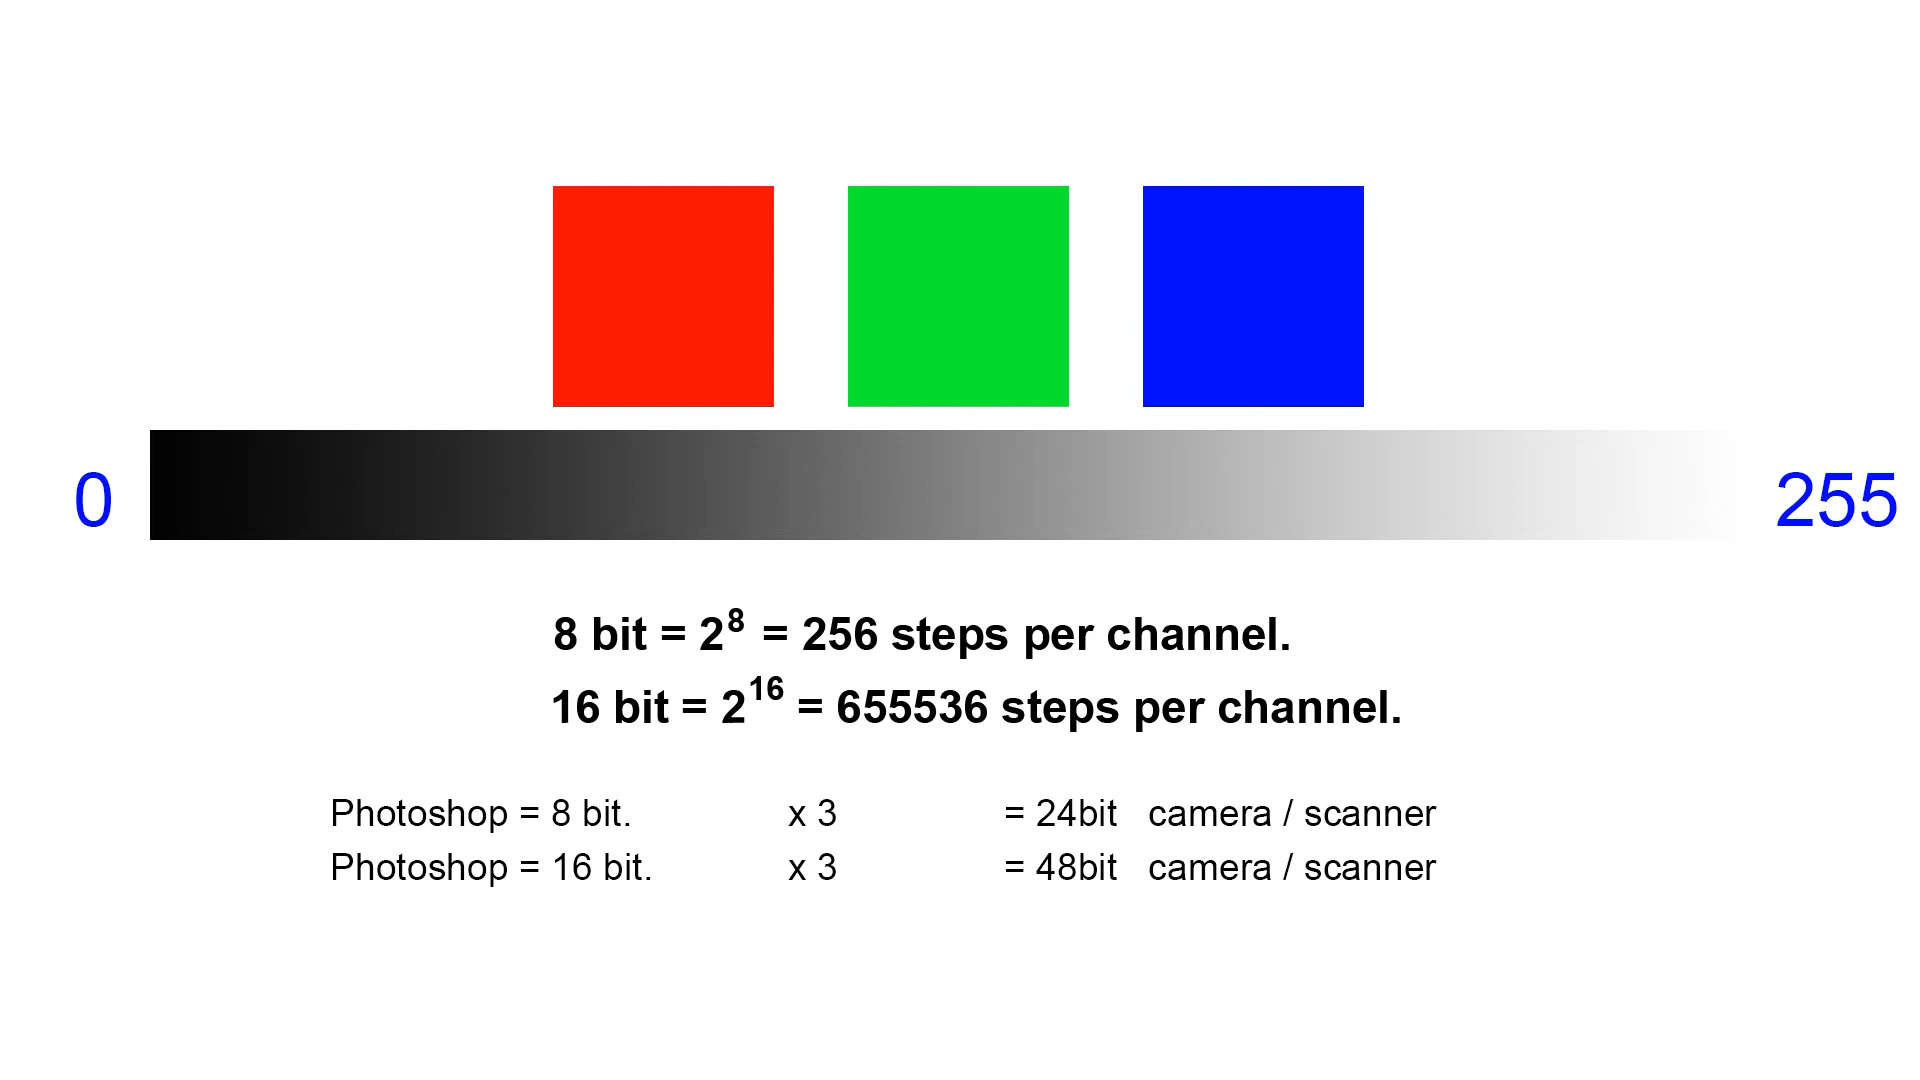 0 255
8 bit = 2⁸ = 256 steps per channel.
16 bit = 2¹⁶ = 655536 steps per channel.
Photoshop = 8 bit. x 3 = 24bit camera / scanner
Photoshop = 16 bit. x 3 = 48bit camera / scanner